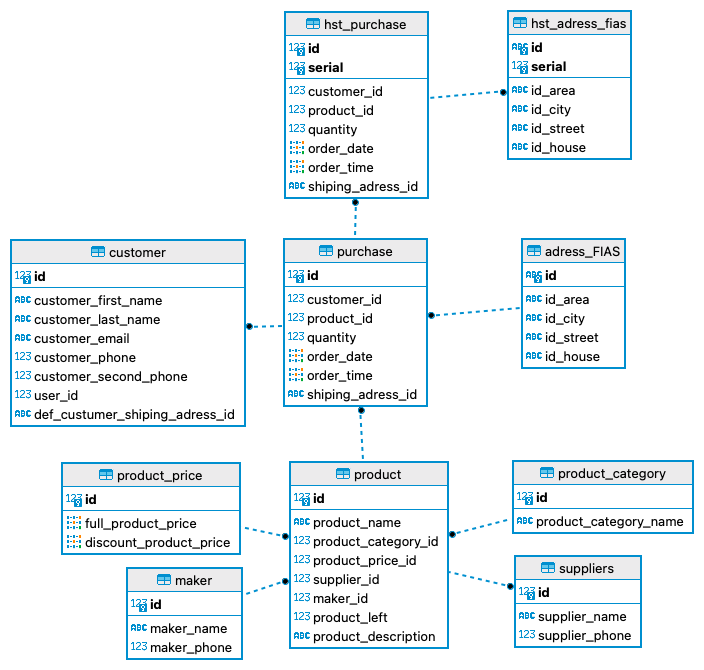 hst_purchase
123 id
123 serial
123 customer_id
123 product_id
123 quantity
order_date
order_time
ABC shiping_adress_id
hst_adress_fias
ABC id
123 serial
ABC id_area
ABC id_city
ABC id_street
ABC id_house
customer
123 id
ABC customer_first_name
ABC customer_last_name
ABC customer_email
123 customer_phone
123 customer_second_phone
123 user_id
ABC def_custumer_shiping_adress_id
purchase
123 id
123 customer_id
123 product_id
123 quantity
order_date
order_time
ABC shiping_adress_id
adress_FIAS
ABC id
ABC id_area
ABC id_city
ABC id_street
ABC id_house
product_price
123 id
full_product_price
discount_product_price
product
123 id
ABC product_name
123 product_category_id
123 product_price_id
123 supplier_id
123 maker_id
123 product_left
ABC product_description
product_category
123 id
ABC product_category_name
maker
123 id
ABC maker_name
123 maker_phone
suppliers
123 id
ABC supplier_name
123 supplier_phone